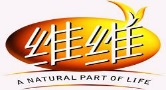 维维
A NATURAL PART OF LIFE